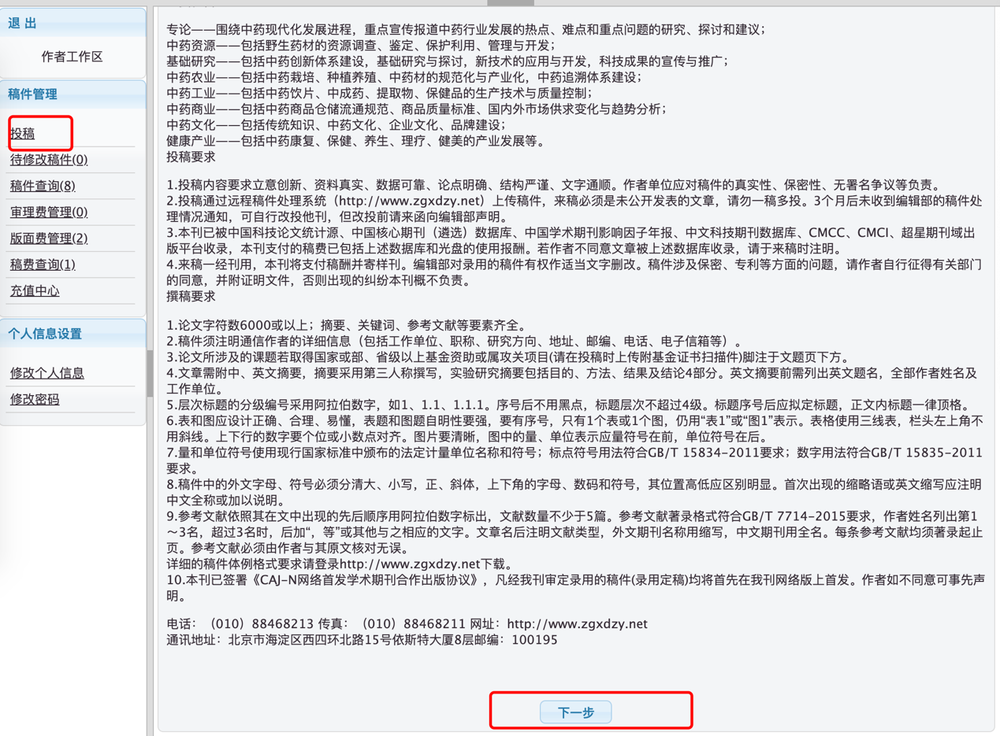 退 出
作者工作区
稿件管理
投稿
待修改稿件(0)
稿件查询(8)
审理费管理(0)
版面费管理(2)
稿费查询(1)
充值中心
个人信息设置
修改个人信息
修改密码
专论——围绕中药现代化发展进程，重点宣传报道中药行业发展的热点、难点和重点问题的研究、探讨和建议；
中药资源——包括野生药材的资源调查、鉴定、保护利用、管理与开发；
基础研究——包括中药创新体系建设，基础研究与探讨，新技术的应用与开发，科技成果的宣传与推广；
中药农业——包括中药栽培、种植养殖、中药材的规范化与产业化，中药追溯体系建设；
中药工业——包括中药饮片、中成药、提取物、保健品的生产技术与质量控制；
中药商业——包括中药商品仓储流通规范、商品质量标准、国内外市场供求变化与趋势分析；
中药文化——包括传统知识、中药文化、企业文化、品牌建设；
健康产业——包括中药康复、保健、养生、理疗、健美的产业发展等。
投稿要求
1.投稿内容要求立意创新、资料真实、数据可靠、论点明确、结构严谨、文字通顺。作者单位应对稿件的真实性、保密性、无署名争议等负责。
2.投稿通过远程稿件处理系统（http://www.zgxdzy.net）上传稿件，来稿必须是未公开发表的文章，请勿一稿多投。3个月后未收到编辑部的稿件处
理情况通知，可自行改投他刊，但改投前请来函向编辑部声明。
3.本刊已被中国科技论文统计源、中国核心期刊（遴选）数据库、中国学术期刊影响因子年报、中文科技期刊数据库、CMCC、CMCI、超星期刊域出
版平台收录，本刊支付的稿费已包括上述数据库和光盘的使用报酬。若作者不同意文章被上述数据库收录，请于来稿时注明。
4.来稿一经刊用，本刊将支付稿酬并寄样刊。编辑部对录用的稿件有权作适当文字删改。稿件涉及保密、专利等方面的问题，请作者自行征得有关部门
的同意，并附证明文件，否则出现的纠纷本刊概不负责。
撰稿要求
1.论文字符数6000或以上；摘要、关键词、参考文献等要素齐全。
2.稿件须注明通信作者的详细信息（包括工作单位、职称、研究方向、地址、邮编、电话、电子信箱等）。
3.论文所涉及的课题若取得国家或部、省级以上基金资助或属攻关项目(请在投稿时上传附基金证书扫描件)脚注于文题页下方。
4.文章需附中、英文摘要，摘要采用第三人称撰写，实验研究摘要包括目的、方法、结果及结论4部分。英文摘要前需列出英文题名，全部作者姓名及
工作单位。
5.层次标题的分级编号采用阿拉伯数字，如1、1.1、1.1.1。序号后不用黑点，标题层次不超过4级。标题序号后应拟定标题，正文内标题一律顶格。
6.表和图应设计正确、合理、易懂，表题和图题自明性要强，要有序号，只有1个表或1个图，仍用“表1”或“图1”表示。表格使用三线表，栏头左上角不
用斜线。上下行的数字要个位或小数点对齐。图片要清晰，图中的量、单位表示应量符号在前，单位符号在后。
7.量和单位符号使用现行国家标准中颁布的法定计量单位名称和符号；标点符号用法符合GB/T 15834-2011要求；数字用法符合GB/T 15835-2011
要求。
8.稿件中的外文字母、符号必须分清大、小写，正、斜体，上下角的字母、数码和符号，其位置高低应区别明显。首次出现的缩略语或英文缩写应注明
中文全称或加以说明。
9.参考文献依照其在文中出现的先后顺序用阿拉伯数字标出，文献数量不少于5篇。参考文献著录格式符合GB/T 7714-2015要求，作者姓名列出第1
～3名，超过3名时，后加“，等”或其他与之相应的文字。文章名后注明文献类型，外文期刊名称用缩写，中文期刊用全名。每条参考文献均须著录起止
页。参考文献必须由作者与其原文核对无误。
详细的稿件体例格式要求请登录http://www.zgxdzy.net下载。
10.本刊已签署《CAJ-N网络首发学术期刊合作出版协议》，凡经我刊审定录用的稿件(录用定稿)均将首先在我刊网络版上首发。作者如不同意可事先声
明。
电话：（010）88468213 传真：（010）88468211 网址：http://www.zgxdzy.net
通讯地址：北京市海淀区西四环北路15号依斯特大厦8层邮编：100195
下一步